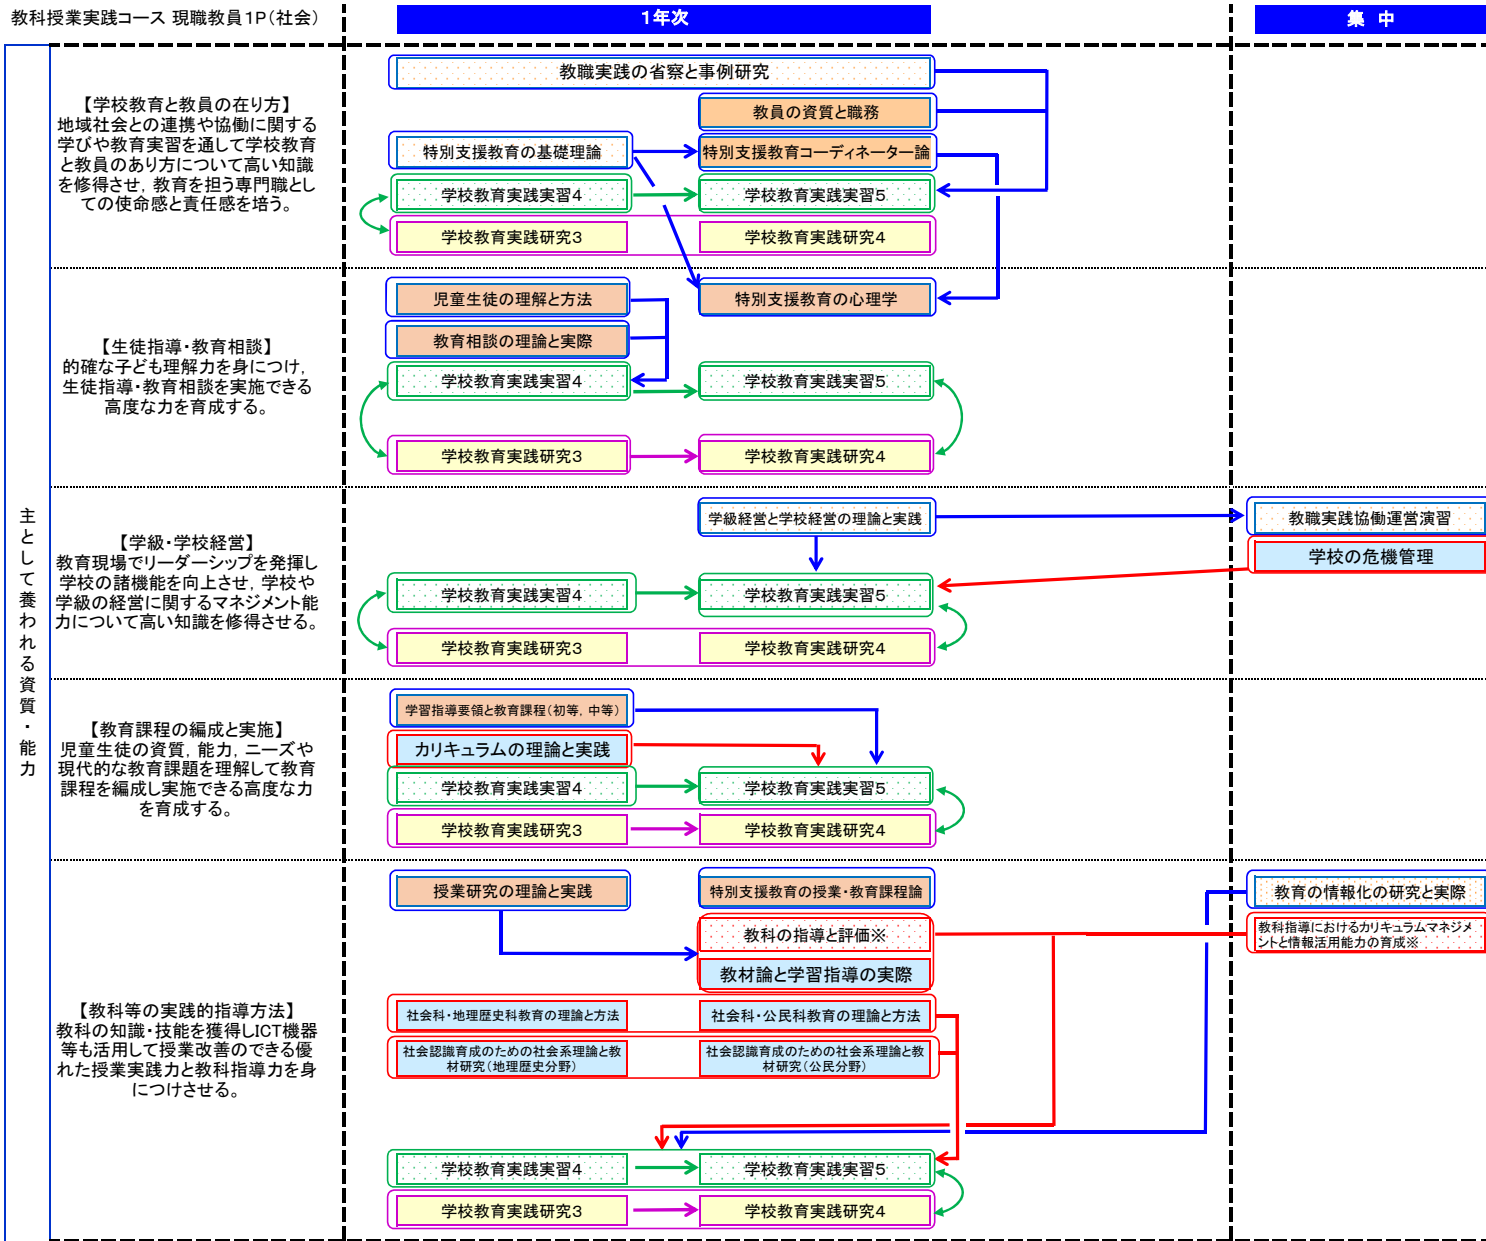 教科授業実践コース 現職教員1P(社会)
1年次
集 中
主として養われる資質・能力
【学校教育と教員の在り方】
地域社会との連携や協働に関する
学びや教育実習を通して学校教育
と教員のあり方について高い知識
を修得させ，教育を担う専門職とし
ての使命感と責任感を培う。
教職実践の省察と事例研究
教員の資質と職務
特別支援教育の基礎理論
特別支援教育コーディネーター論
学校教育実践実習4
学校教育実践実習5
学校教育実践研究3
学校教育実践研究4
【生徒指導・教育相談】
的確な子ども理解力を身につけ，
生徒指導・教育相談を実施できる
高度な力を育成する。
児童生徒の理解と方法
特別支援教育の心理学
教育相談の理論と実際
学校教育実践実習4
学校教育実践実習5
学校教育実践研究3
学校教育実践研究4
【学級・学校経営】
教育現場でリーダーシップを発揮し
学校の諸機能を向上させ，学校や
学級の経営に関するマネジメント能
力について高い知識を修得させる。
学級経営と学校経営の理論と実践
教職実践協働運営演習
学校の危機管理
学校教育実践実習4
学校教育実践実習5
学校教育実践研究3
学校教育実践研究4
【教育課程の編成と実施】
児童生徒の資質，能力，ニーズや
現代的な教育課題を理解して教育
課程を編成し実施できる高度な力
を育成する。
学習指導要領と教育課程(初等，中等)
カリキュラムの理論と実践
学校教育実践実習4
学校教育実践実習5
学校教育実践研究3
学校教育実践研究4
【教科等の実践的指導方法】
教科の知識・技能を獲得しICT機器
等も活用して授業改善のできる優
れた授業実践力と教科指導力を身
につけさせる。
授業研究の理論と実践
特別支援教育の授業・教育課程論
教育の情報化の研究と実際
教科の指導と評価※
教科指導におけるカリキュラムマネジメ
ントと情報活用能力の育成※
教材論と学習指導の実際
社会科・地理歴史科教育の理論と方法
社会科・公民科教育の理論と方法
社会認識育成のための社会系理論と教
材研究(地理歴史分野)
社会認識育成のための社会系理論と教
材研究(公民分野)
学校教育実践実習4
学校教育実践実習5
学校教育実践研究3
学校教育実践研究4